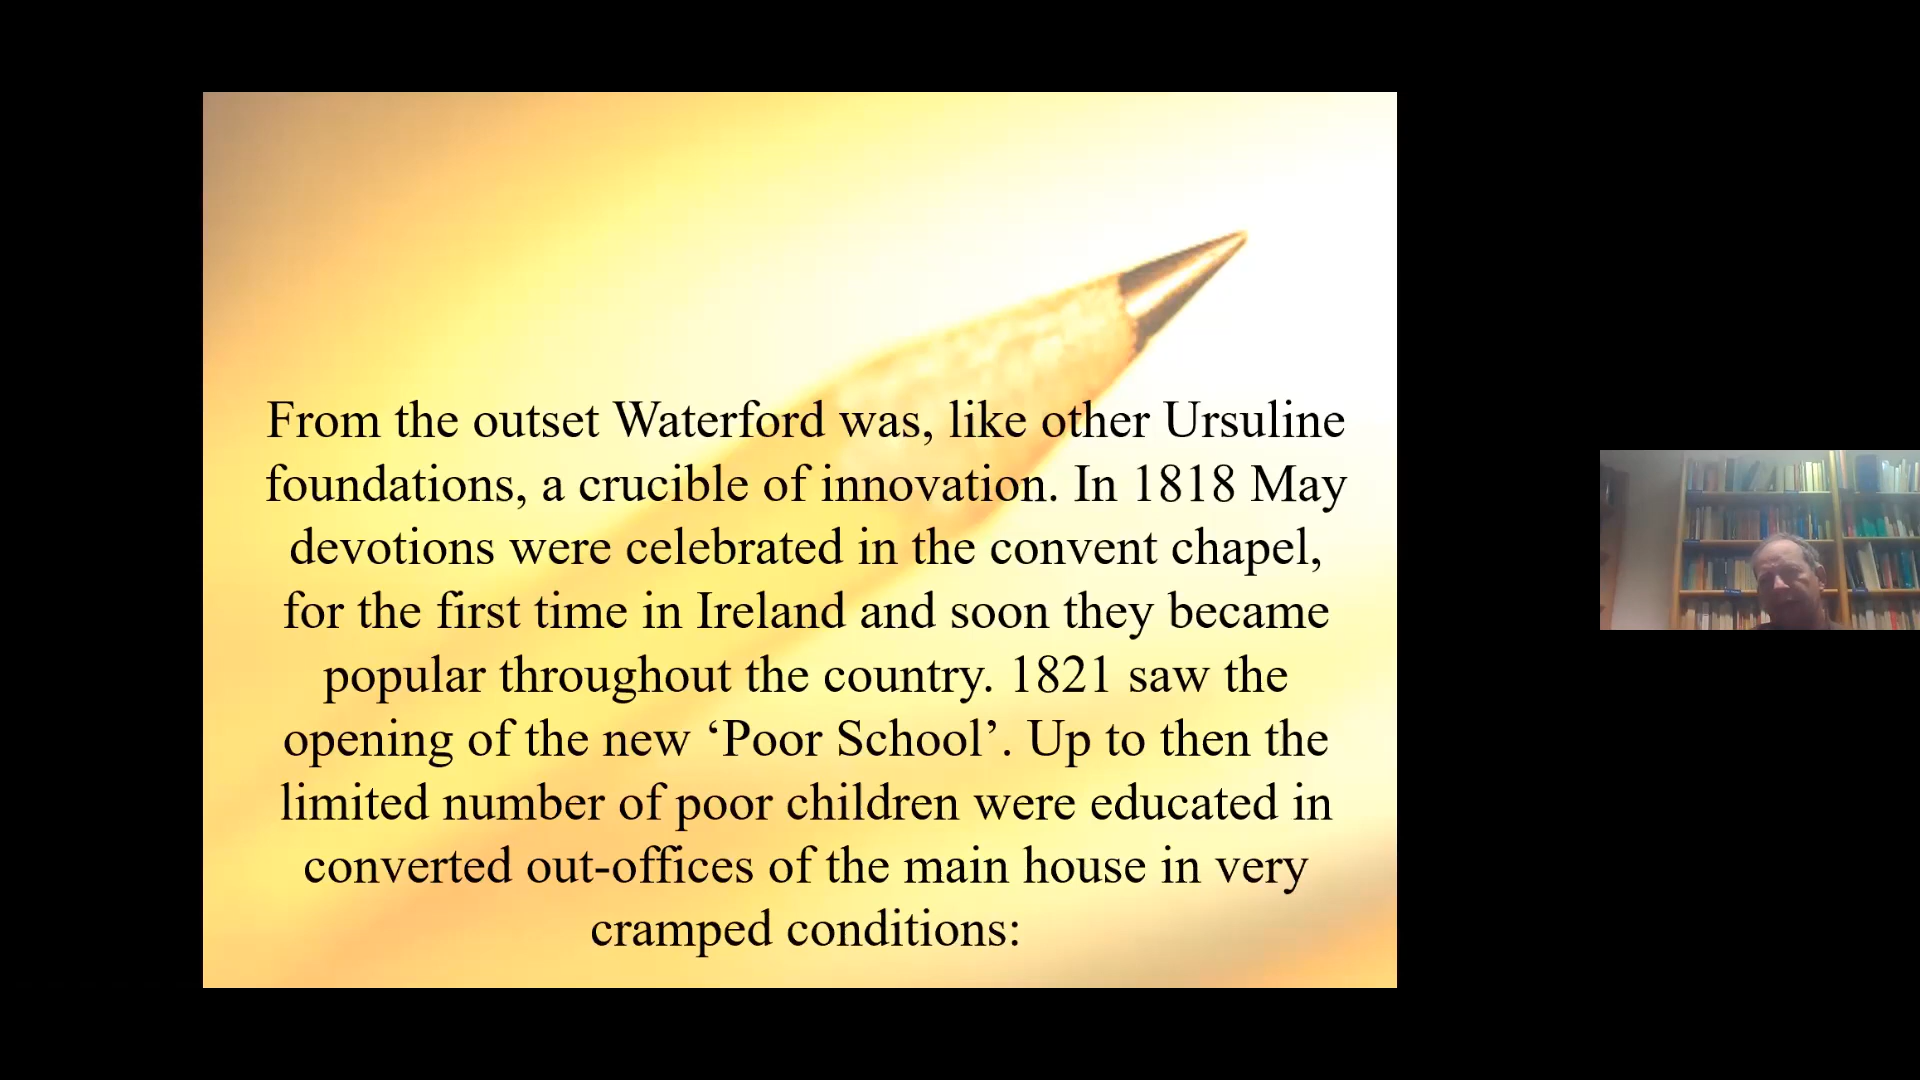 From the outset Waterford was, like other Ursuline
foundations, a crucible of innovation. In 1818 May
devotions were celebrated in the convent chapel,
for the first time in Ireland and soon they became
popular throughout the country. 1821 saw the
opening of the new ‘Poor School’. Up to then the
limited number of poor children were educated in
converted out-offices of the main house in very
cramped conditions: